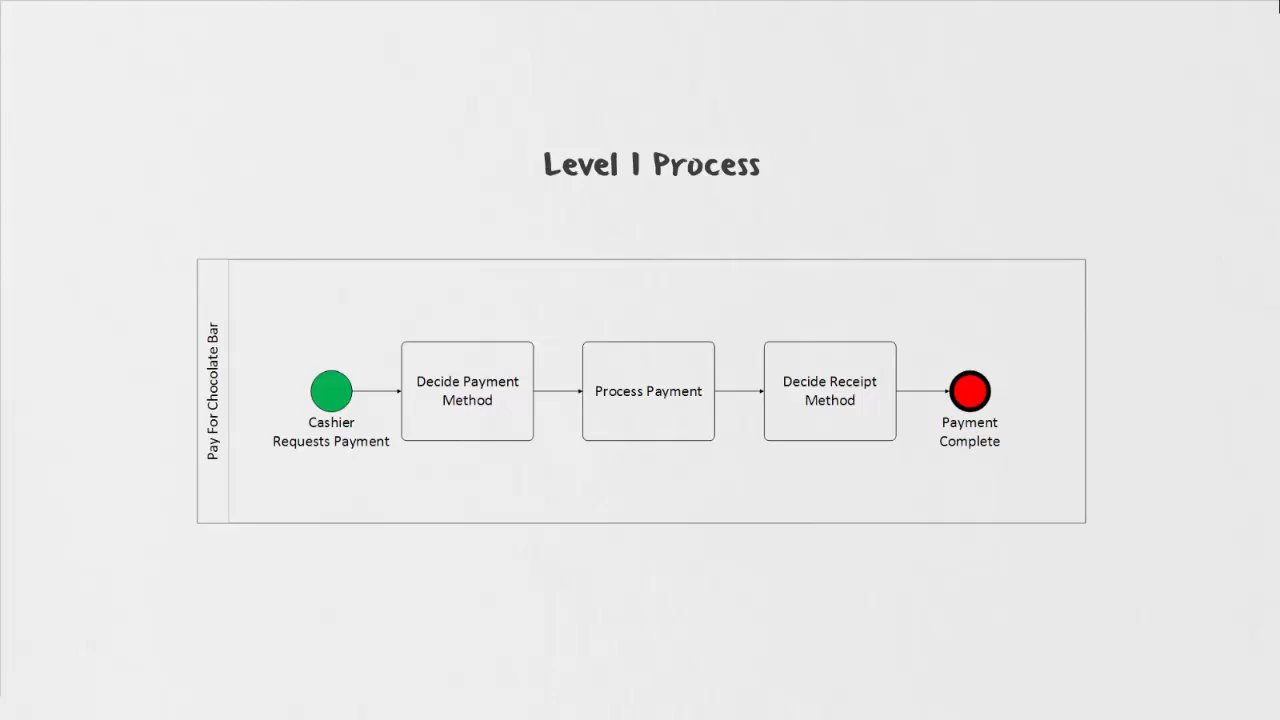 Level 1 Process
Pay For Chocolate Bar
Cashier
Requests Payment
Decide Payment
Method
Process Payment
Decide Receipt
Method
Payment
Complete